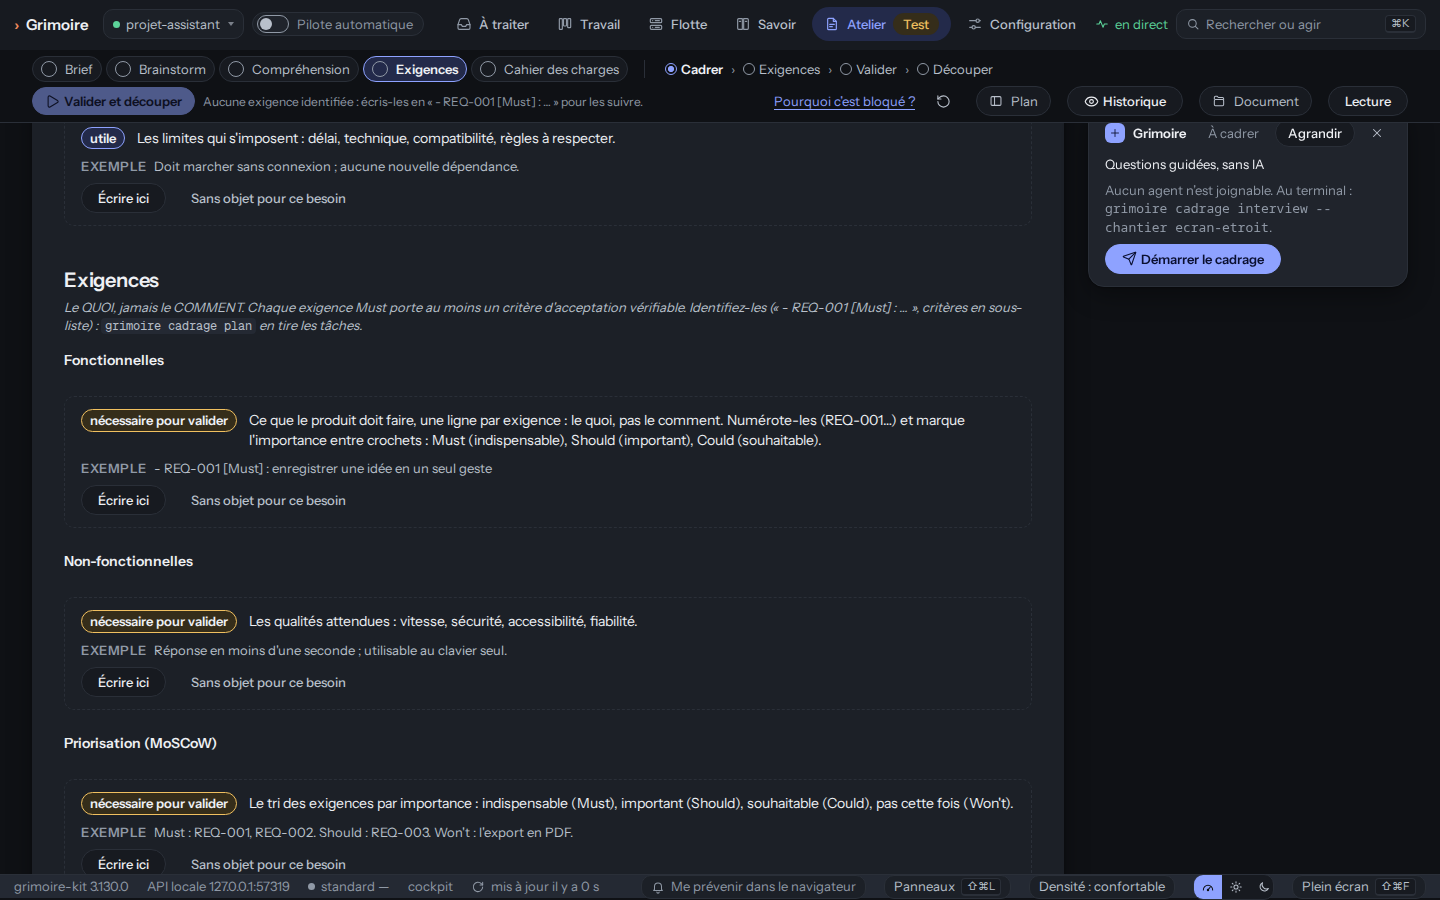 › Grimoire projet-assistant Pilote automatique À traiter Travail Flotte Savoir Atelier Test Configuration en direct Rechercher ou agir ⌘K
Brief Brainstorm Compréhension Exigences Cahier des charges Cadrer › Exigences › Valider › Découper
Valider et découper Aucune exigence identifiée : écris-les en « - REQ-001 [Must] : … » pour les suivre. Pourquoi c'est bloqué ? Plan Historique Document Lecture
utile Les limites qui s'imposent : délai, technique, compatibilité, règles à respecter.
EXEMPLE Doit marcher sans connexion ; aucune nouvelle dépendance.
Écrire ici Sans objet pour ce besoin
Grimoire À cadrer Agrandir
Questions guidées, sans IA
Aucun agent n'est joignable. Au terminal :
grimoire cadrage interview --
chantier ecran-etroit.
Démarrer le cadrage
Exigences
Le QUOI, jamais le COMMENT. Chaque exigence Must porte au moins un critère d'acceptation vérifiable. Identifiez-les (« - REQ-001 [Must] : … », critères en sous-
liste) : grimoire cadrage plan en tire les tâches.
Fonctionnelles
nécessaire pour valider Ce que le produit doit faire, une ligne par exigence : le quoi, pas le comment. Numérote-les (REQ-001…) et marque
l'importance entre crochets : Must (indispensable), Should (important), Could (souhaitable).
EXEMPLE - REQ-001 [Must] : enregistrer une idée en un seul geste
Écrire ici Sans objet pour ce besoin
Non-fonctionnelles
nécessaire pour valider Les qualités attendues : vitesse, sécurité, accessibilité, fiabilité.
EXEMPLE Réponse en moins d'une seconde ; utilisable au clavier seul.
Écrire ici Sans objet pour ce besoin
Priorisation (MoSCoW)
nécessaire pour valider Le tri des exigences par importance : indispensable (Must), important (Should), souhaitable (Could), pas cette fois (Won't).
EXEMPLE Must : REQ-001, REQ-002. Should : REQ-003. Won't : l'export en PDF.
Écrire ici Sans objet pour ce besoin
grimoire-kit 3.130.0 API locale 127.0.0.1:57319 standard — cockpit mis à jour il y a 0 s Me prévenir dans le navigateur Panneaux ⇧⌘L Densité : confortable Plein écran ⇧⌘F